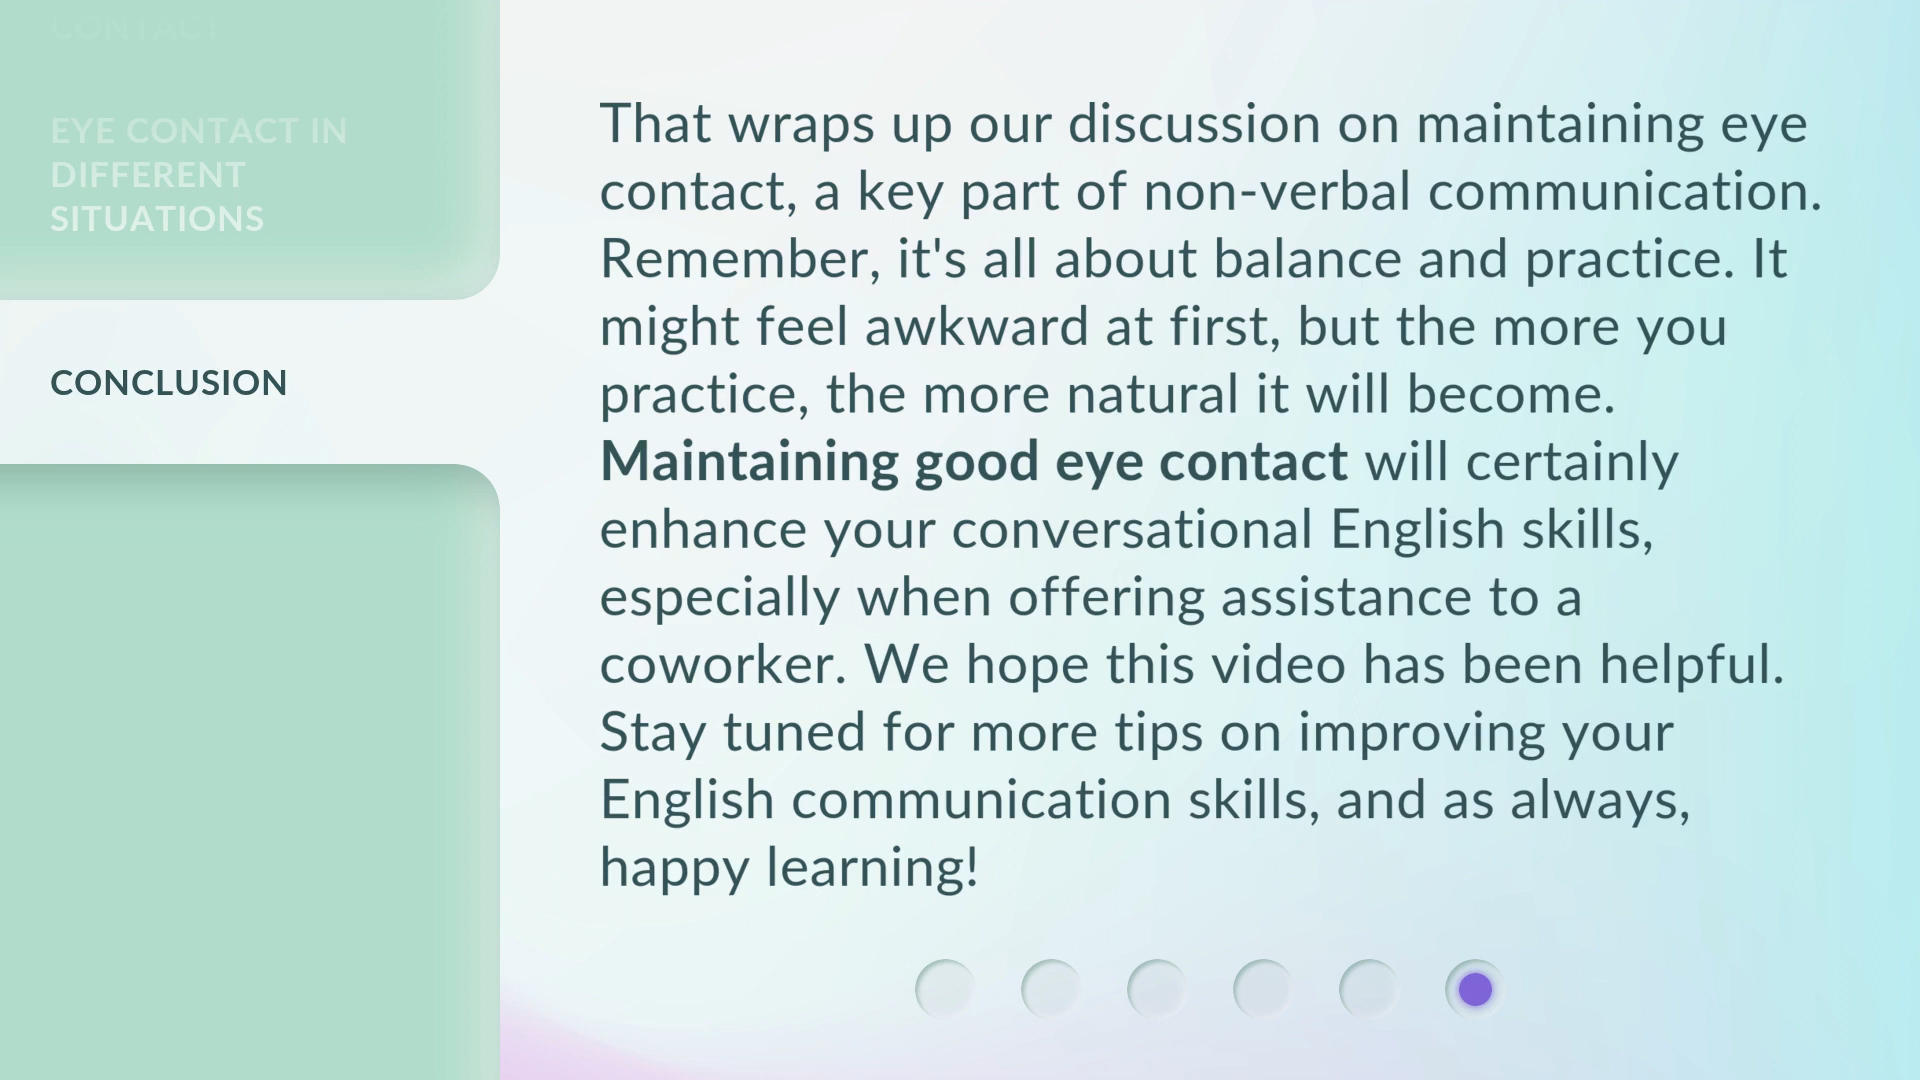 CONTACT
EYE CONTACT IN
DIFFERENT
SITUATIONS
CONCLUSION
That wraps up our discussion on maintaining eye
contact, a key part of non-verbal communication.
Remember, it's all about balance and practice. It
might feel awkward at first, but the more you
practice, the more natural it will become.
Maintaining good eye contact will certainly
enhance your conversational English skills,
especially when offering assistance to a
coworker. We hope this video has been helpful.
Stay tuned for more tips on improving your
English communication skills, and as always,
happy learning!